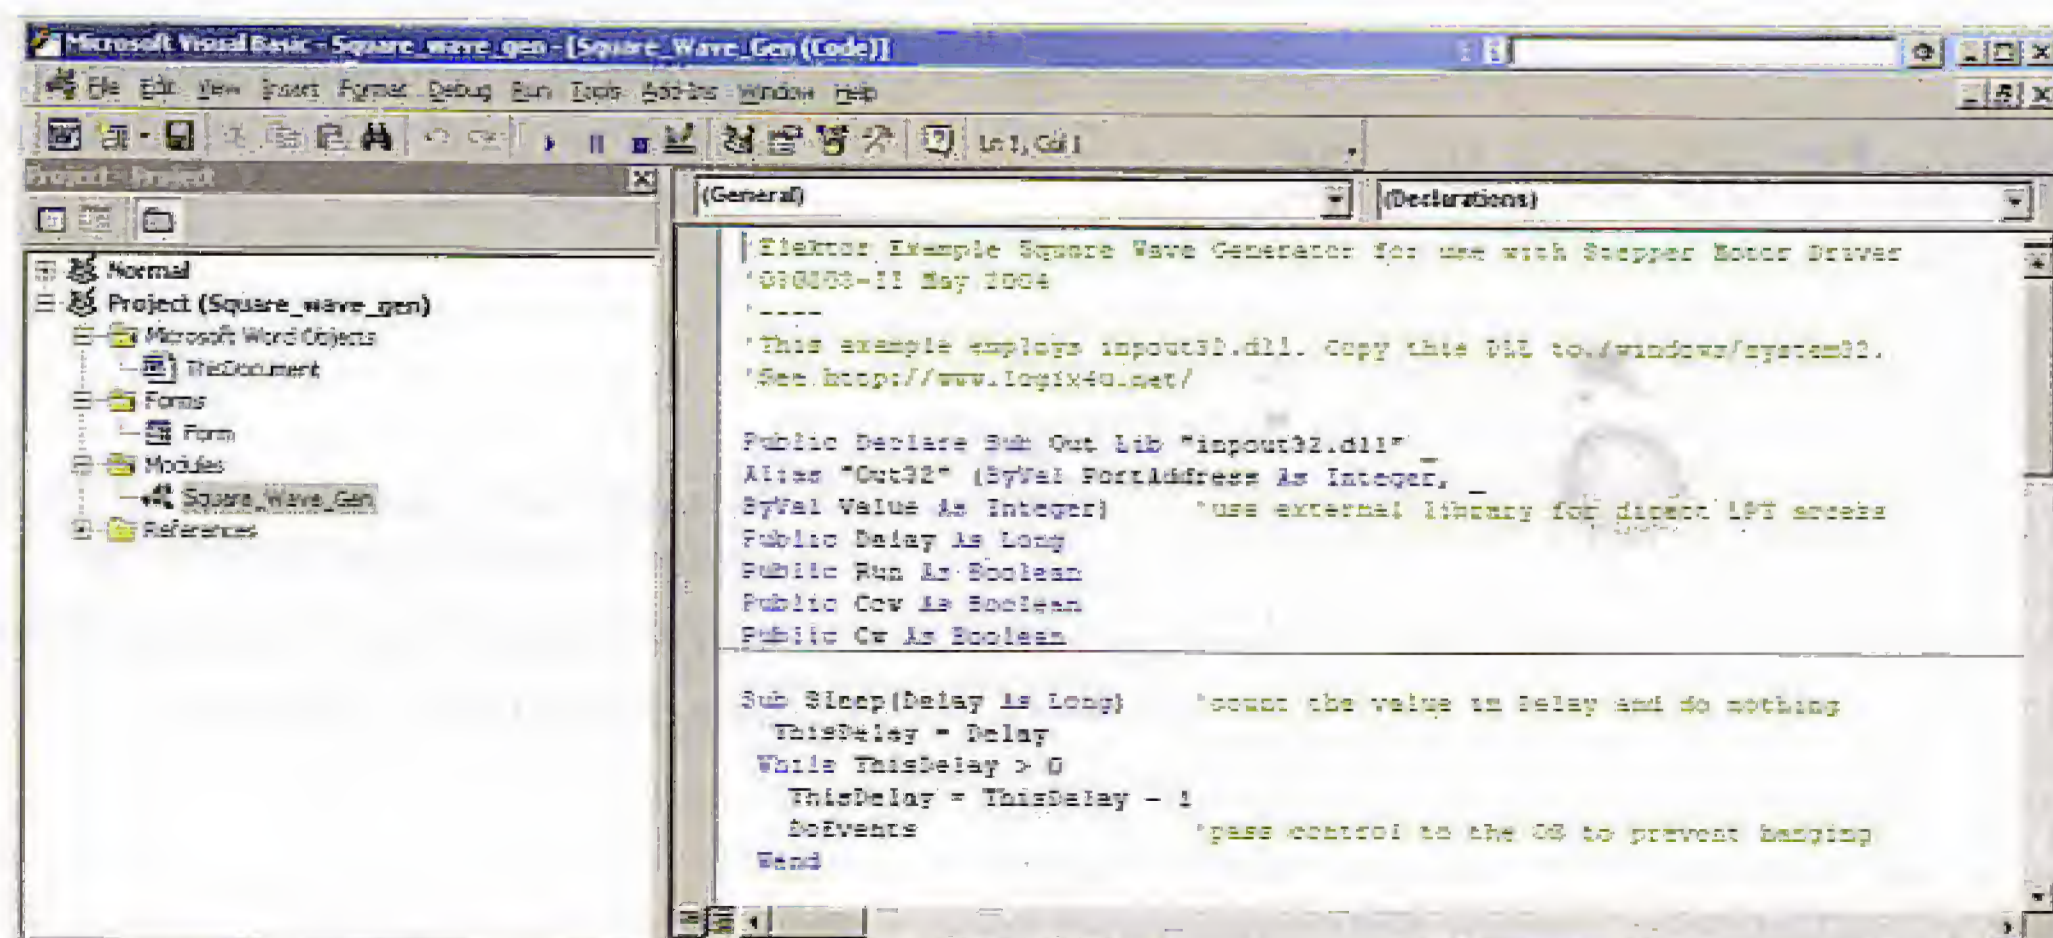 Microsoft Visual Basic - Square_wave_gen - [Square_Wave_Gen (Code)]
File Edit View Insert Format Debug Run Tools Add-Ins Window Help
Ln 1, Col 1
Project - Project
(General) (Declarations)
Normal
Project (Square_wave_gen)
Microsoft Word Objects
ThisDocument
Forms
Form
Modules
Square_Wave_Gen
References
'Elektor Example Square Wave Generator for use with Stepper Motor Driver
May 2004
'----
'This example employs inpout32.dll. Copy this DLL to /windows/system32.
'See http://www.logix4u.net/
Public Declare Sub Out Lib "inpout32.dll" _
Alias "Out32" (ByVal PortAddress As Integer, _
ByVal Value As Integer) 'use external library for direct LPT access
Public Delay As Long
Public Run As Boolean
Public Ccw As Boolean
Public Cw As Boolean
Sub Sleep(Delay As Long) 'count the value in Delay and do nothing
ThisDelay = Delay
While ThisDelay > 0
ThisDelay = ThisDelay - 1
DoEvents 'pass control to the OS to prevent hanging
Wend